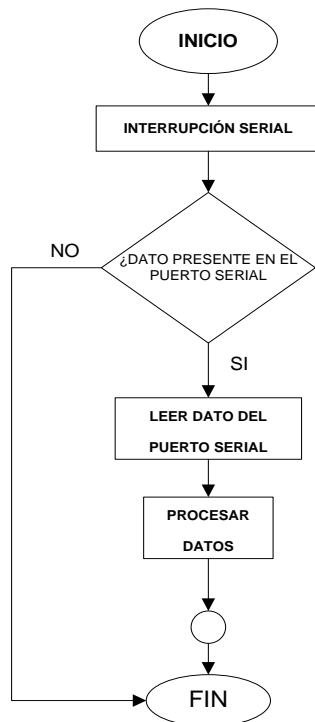 INICIO
INTERRUPCIÓN SERIAL
NO
¿DATO PRESENTE EN EL
PUERTO SERIAL
SI
LEER DATO DEL
PUERTO SERIAL
PROCESAR
DATOS
FIN